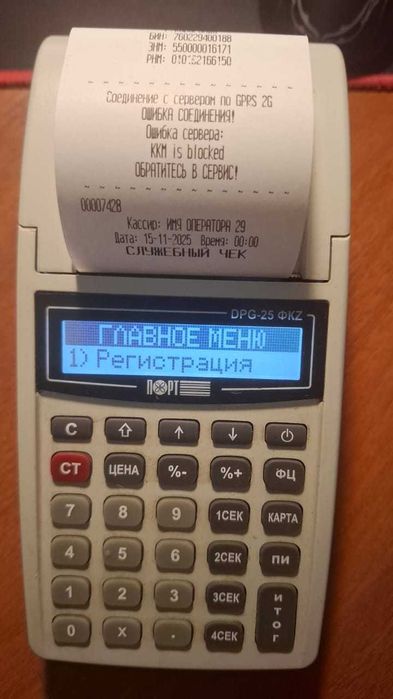 БИН: 760229400188
ЗНМ: 550000016171
РНМ: 010102166150
Соединение с сервером по GPRS 2G
ОШИБКА СОЕДИНЕНИЯ!
Ошибка сервера:
KKM is blocked
ОБРАТИТЕСЬ В СЕРВИС!
00007428
Кассир: ИМЯ ОПЕРАТОРА 29
Дата: 15-11-2025 Время: 00:00
СЛУЖЕБНЫЙ ЧЕК
DPG-25 ФKZ
ГЛАВНОЕ МЕНЮ
1) Регистрация
ПОРТ
C
СТ ЦЕНА %- %+ ФЦ
7 8 9 1СЕК КАРТА
4 5 6 2СЕК ПИ
1 2 3 3СЕК ИТОГ
0 X . 4СЕК